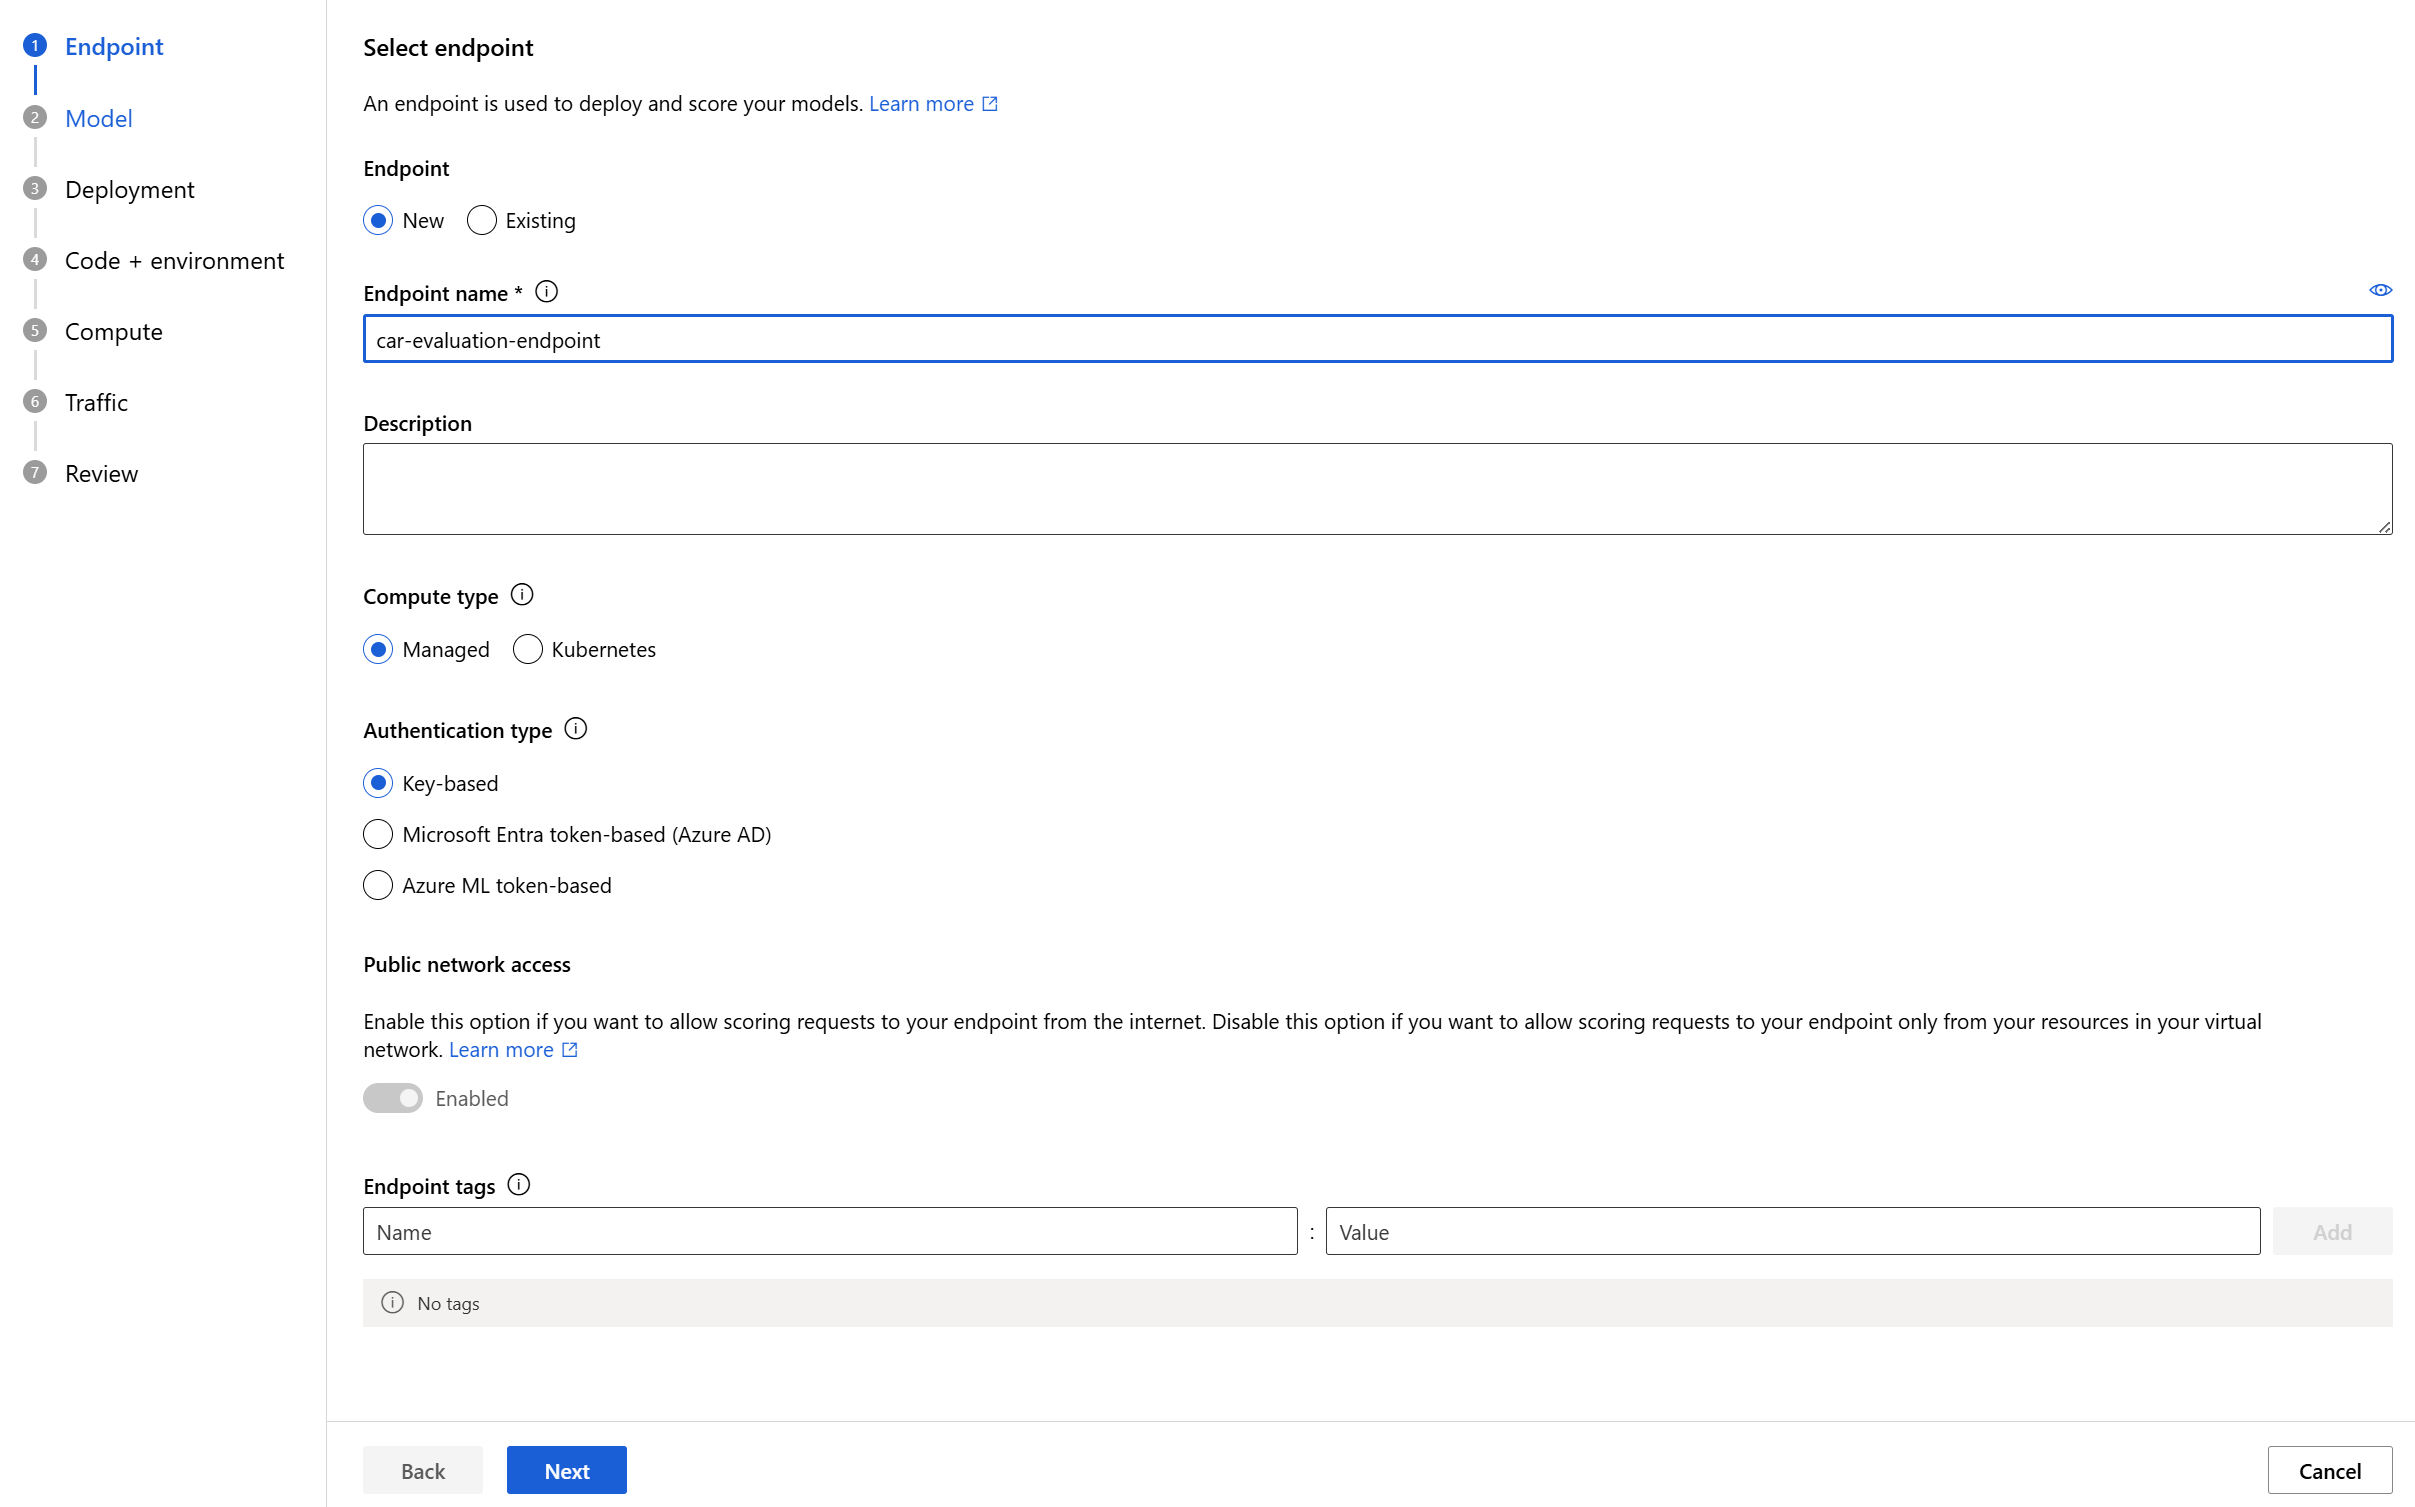 1 Endpoint
2 Model
3 Deployment
4 Code + environment
5 Compute
6 Traffic
7 Review
Select endpoint
An endpoint is used to deploy and score your models. Learn more
Endpoint
New Existing
Endpoint name *
car-evaluation-endpoint
Description
Compute type
Managed Kubernetes
Authentication type
Key-based
Microsoft Entra token-based (Azure AD)
Azure ML token-based
Public network access
Enable this option if you want to allow scoring requests to your endpoint from the internet. Disable this option if you want to allow scoring requests to your endpoint only from your resources in your virtual
network. Learn more
Enabled
Endpoint tags
Name : Value Add
No tags
Back Next Cancel